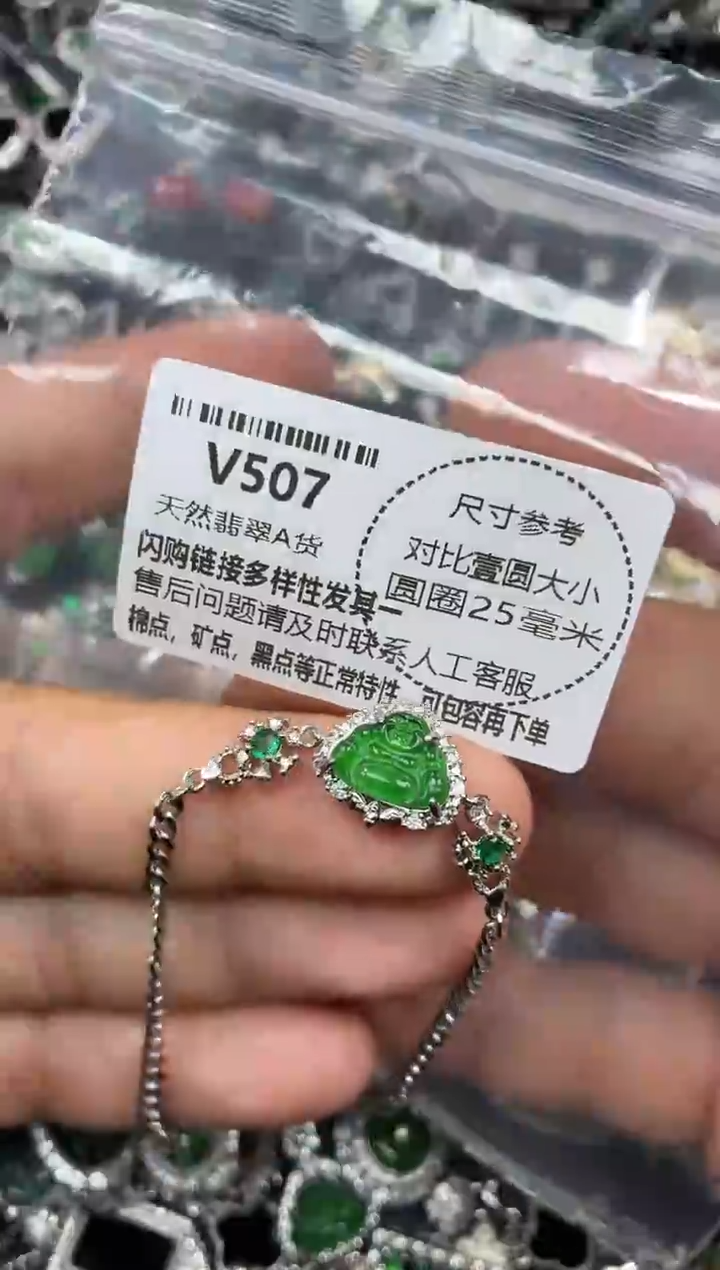 V507
天然翡翠A货
闪购链接多样性发其一
售后问题请及时联系人工客服
棉点，矿点，黑点等正常特性，可包容再下单
尺寸参考
对比壹圆大小
圆圈25毫米